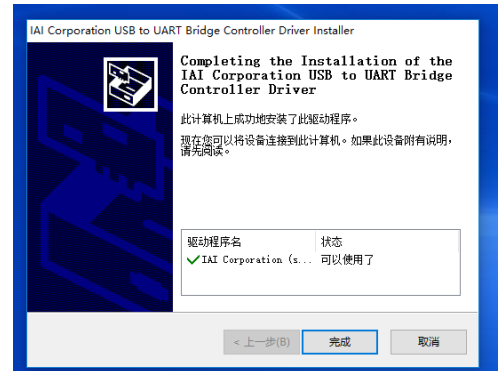 IAI Corporation USB to UART Bridge Controller Driver Installer
Completing the Installation of the
IAI Corporation USB to UART Bridge
Controller Driver
此计算机上成功地安装了此驱动程序。
现在您可以将设备连接到此计算机。如果此设备附有说明，
请先阅读。
驱动程序名 状态
IAI Corporation (s... 可以使用了
< 上一步(B) 完成 取消